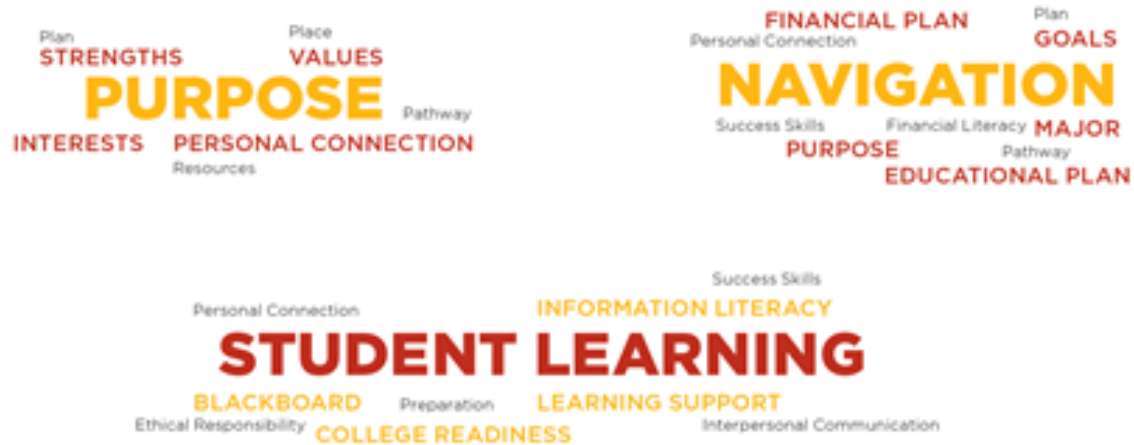 Plan
Place
STRENGTHS
VALUES
PURPOSE
Pathway
INTERESTS
PERSONAL CONNECTION
Resources
FINANCIAL PLAN
Plan
Personal Connection
GOALS
NAVIGATION
Success Skills
Financial Literacy
MAJOR
PURPOSE
Pathway
EDUCATIONAL PLAN
Success Skills
Personal Connection
INFORMATION LITERACY
STUDENT LEARNING
BLACKBOARD
Preparation
LEARNING SUPPORT
Ethical Responsibility
COLLEGE READINESS
Interpersonal Communication